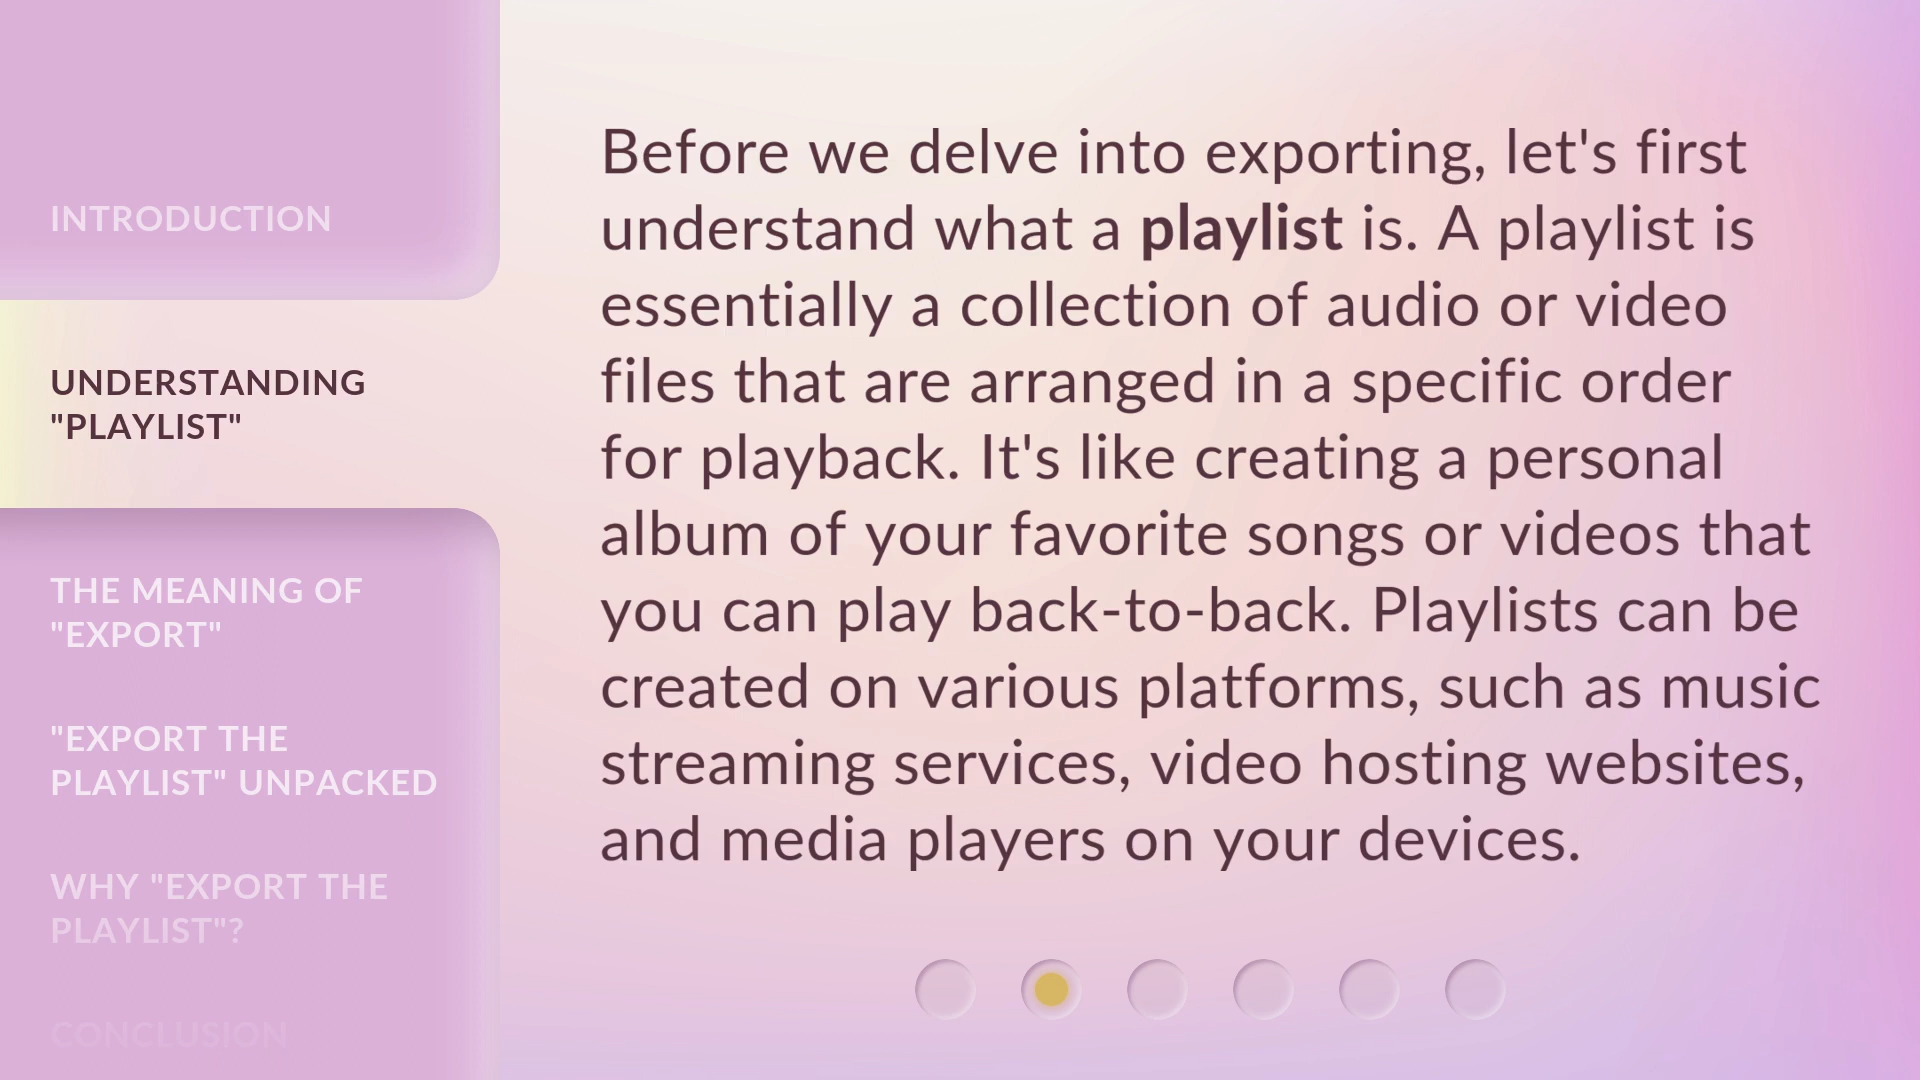 INTRODUCTION
UNDERSTANDING
"PLAYLIST"
THE MEANING OF
"EXPORT"
"EXPORT THE
PLAYLIST" UNPACKED
WHY "EXPORT THE
PLAYLIST"?
CONCLUSION
Before we delve into exporting, let's first
understand what a playlist is. A playlist is
essentially a collection of audio or video
files that are arranged in a specific order
for playback. It's like creating a personal
album of your favorite songs or videos that
you can play back-to-back. Playlists can be
created on various platforms, such as music
streaming services, video hosting websites,
and media players on your devices.